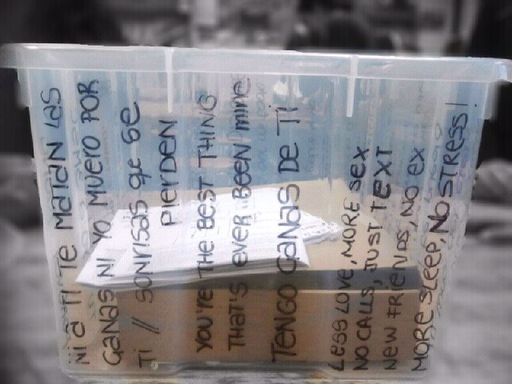 Ni a Ti Te MaTaN Las
GaNas Ni Yo MUeRo POR
Ti // SONRISAS qe se
PieRDEN
YOU'Re THE BEST THING
THAT'S EVER BEEN mine
TENGO GANAS DE Ti
Less Love, MORE sex
NO CALLS, JUST TEXT
NEW FRIENDS, NO EX
MORE SLEEP, NO STRESS!